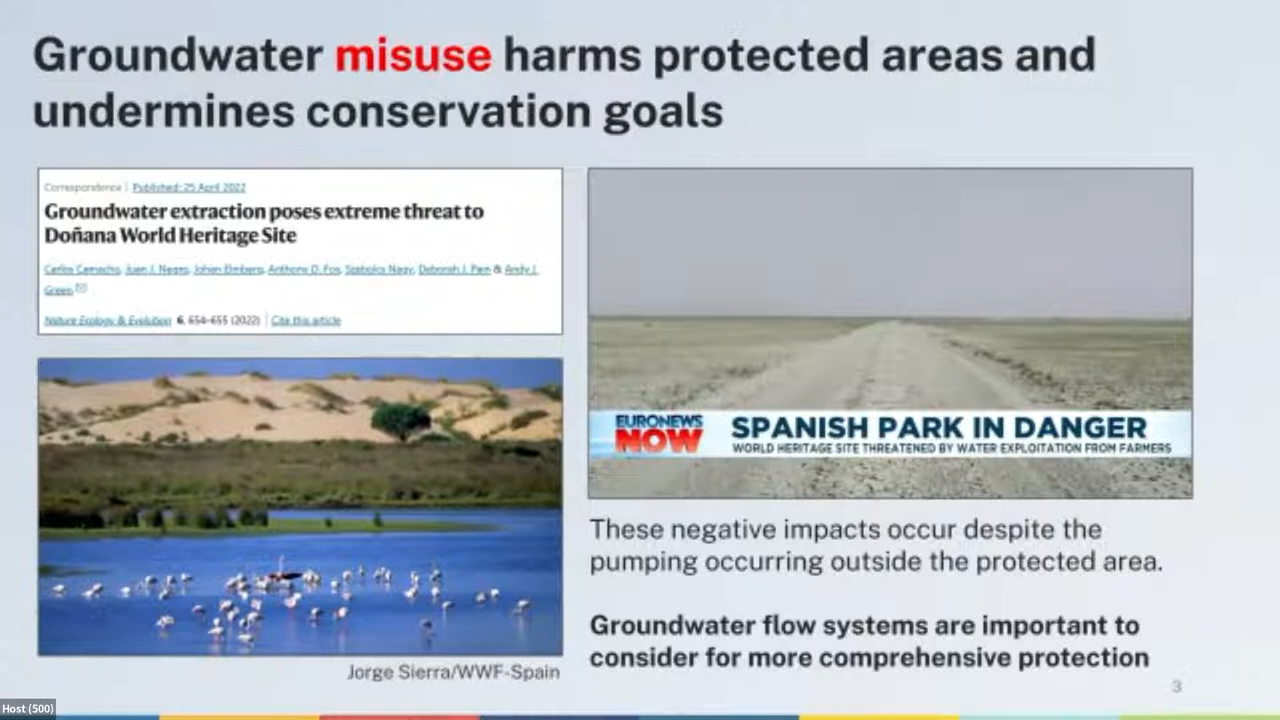 Groundwater misuse harms protected areas and
undermines conservation goals
Correspondence | Published: 25 April 2022
Groundwater extraction poses extreme threat to
Doñana World Heritage Site
Carlos Camacho, Juan J. Negro, Johan Elmberg, Anthony D. Fox, Szabolcs Nagy, Deborah J. Pain & Andy J.
Green
Nature Ecology & Evolution 6, 654–655 (2022) | Cite this article
EURONEWS
NOW
SPANISH PARK IN DANGER
WORLD HERITAGE SITE THREATENED BY WATER EXPLOITATION FROM FARMERS
These negative impacts occur despite the
pumping occurring outside the protected area.
Groundwater flow systems are important to
consider for more comprehensive protection
Jorge Sierra/WWF-Spain
3
Host (500)